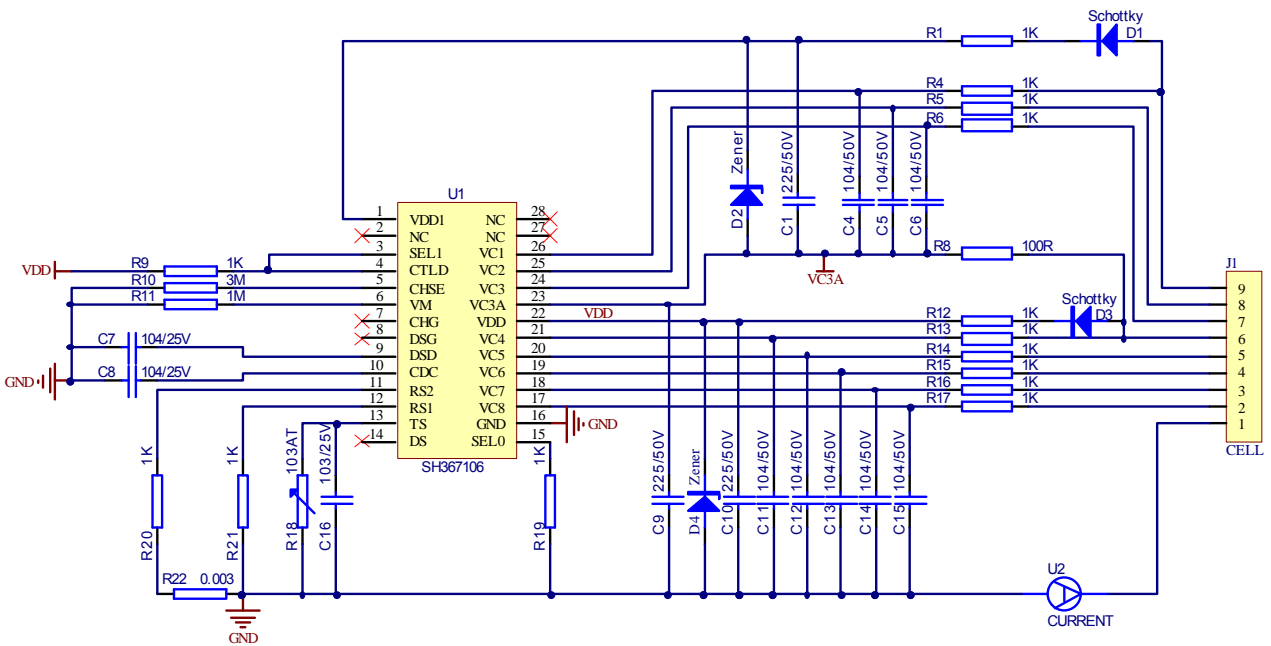 Schottky
R1 1K D1
R4 1K
R5 1K
R6 1K
Zener
225/50V
104/50V
104/50V
104/50V
D2
C1
C4
C5
C6
U1
1 VDD1 NC 28
2 NC NC 27
3 SEL1 VC1 26
4 CTLD VC2 25
5 CHSE VC3 24
6 VM VC3A 23
7 CHG VDD 22
8 DSG VC4 21
9 DSD VC5 20
10 CDC VC6 19
11 RS2 VC7 18
12 RS1 VC8 17
13 TS GND 16
14 DS SEL0 15
SH367106
VDD
R9 1K
R10 3M
R11 1M
C7 104/25V
C8 104/25V
GND
R8 100R
VC3A
VDD
Schottky
R12 1K D3
R13 1K
R14 1K
R15 1K
R16 1K
R17 1K
J1
9
8
7
6
5
4
3
2
1
CELL
GND
1K
R20
1K
R21
103AT
R18
103/25V
C16
1K
R19
225/50V
C9
Zener
D4
225/50V
C10
104/50V
C11
104/50V
C12
104/50V
C13
104/50V
C14
104/50V
C15
R22 0.003
GND
U2
CURRENT